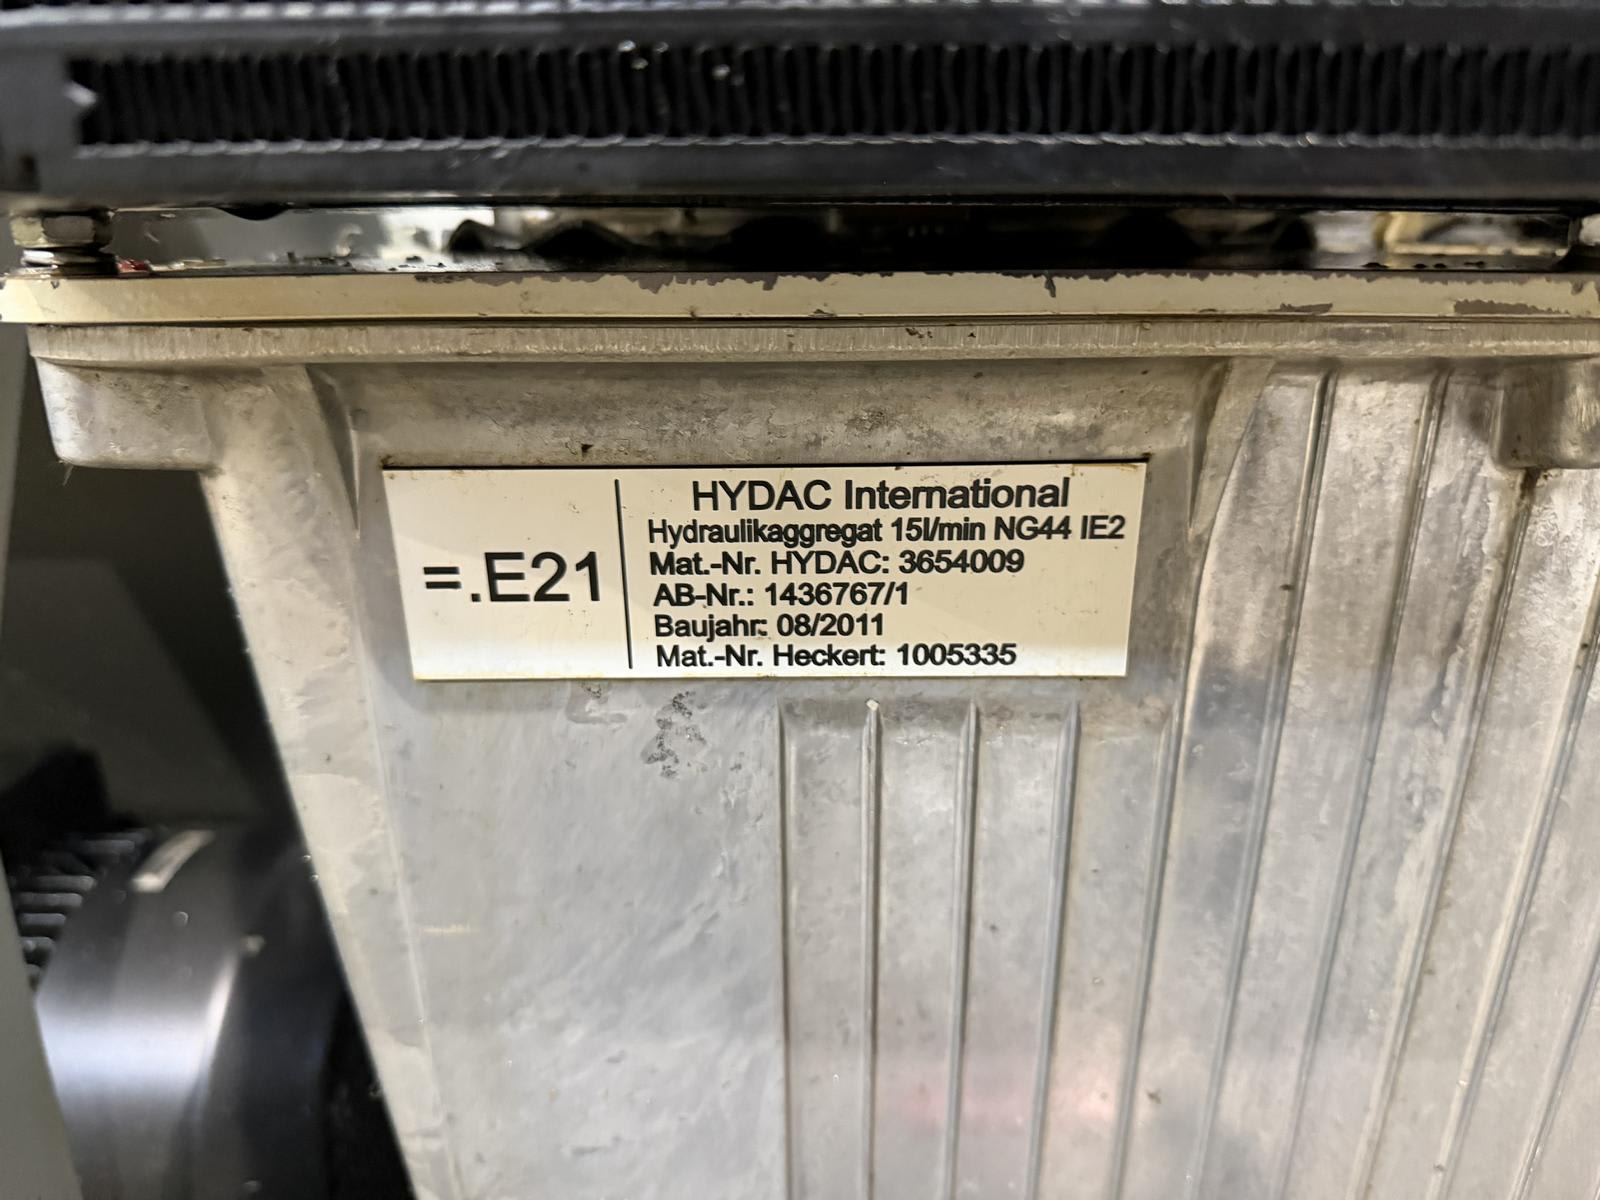 =.E21
HYDAC International
Hydraulikaggregat 15l/min NG44 IE2
Mat.-Nr. HYDAC: 3654009
AB-Nr.: 1436767/1
Baujahr: 08/2011
Mat.-Nr. Heckert: 1005335